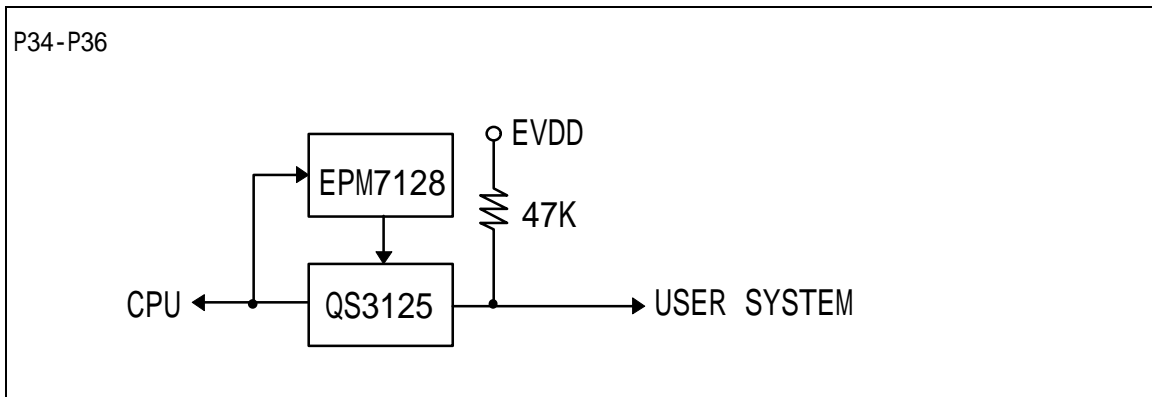 P34-P36
EVDD
EPM7128
47K
CPU
QS3125
USER SYSTEM